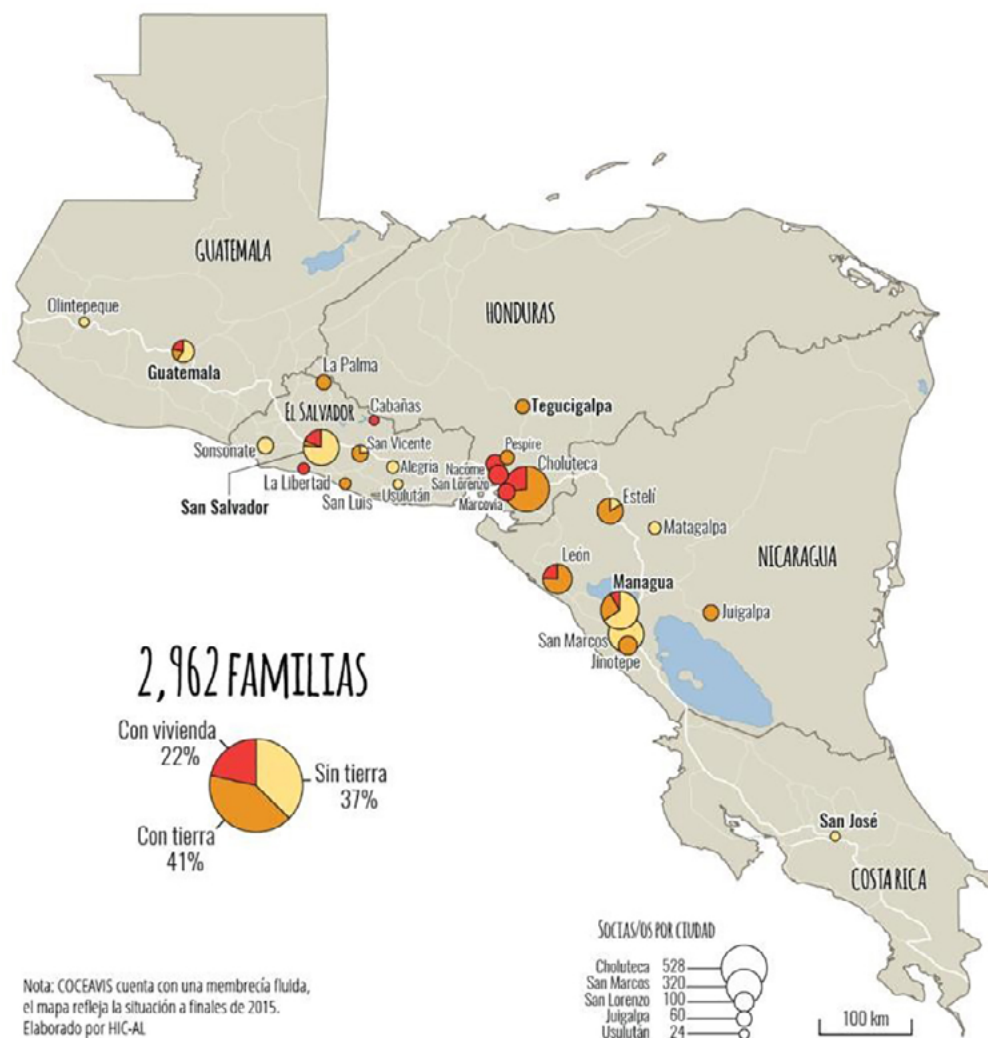 GUATEMALA
Olintepeque
HONDURAS
Guatemala
La Palma
Tegucigalpa
EL SALVADOR
Cabañas
San Vicente
Pespire
Sonsonate
Choluteca
Nacome
Alegría
San Lorenzo
La Libertad
Usulután
Marcovia
Estelí
San Luis
San Salvador
Matagalpa
León
NICARAGUA
Managua
Juigalpa
San Marcos
Jinotepe
2,962 FAMILIAS
Con vivienda
22%
Sin tierra
37%
Con tierra
41%
San José
COSTA RICA
SOCIAS/OS POR CIUDAD
Choluteca 528
San Marcos 320
San Lorenzo 100
Juigalpa 60
Usulután 24
100 km
Nota: COCEAVIS cuenta con una membrecía fluida,
el mapa refleja la situación a finales de 2015.
Elaborado por HIC-AL